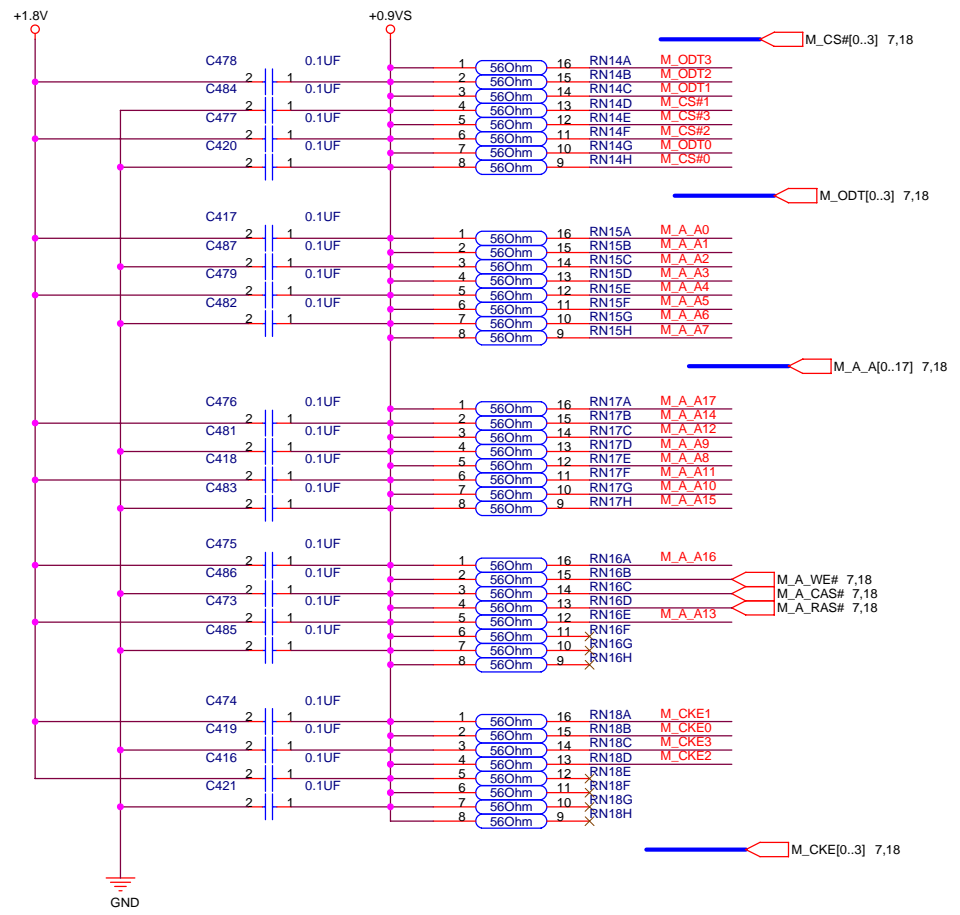 +1.8V +0.9VS
M_CS#[0..3] 7,18
C478 0.1UF
2 1
C484 0.1UF
2 1
C477 0.1UF
2 1
C420 0.1UF
2 1
1 56Ohm 16 RN14A M_ODT3
2 56Ohm 15 RN14B M_ODT2
3 56Ohm 14 RN14C M_ODT1
4 56Ohm 13 RN14D M_CS#1
5 56Ohm 12 RN14E M_CS#3
6 56Ohm 11 RN14F M_CS#2
7 56Ohm 10 RN14G M_ODT0
8 56Ohm 9 RN14H M_CS#0
M_ODT[0..3] 7,18
C417 0.1UF
2 1
C487 0.1UF
2 1
C479 0.1UF
2 1
C482 0.1UF
2 1
1 56Ohm 16 RN15A M_A_A0
2 56Ohm 15 RN15B M_A_A1
3 56Ohm 14 RN15C M_A_A2
4 56Ohm 13 RN15D M_A_A3
5 56Ohm 12 RN15E M_A_A4
6 56Ohm 11 RN15F M_A_A5
7 56Ohm 10 RN15G M_A_A6
8 56Ohm 9 RN15H M_A_A7
M_A_A[0..17] 7,18
C476 0.1UF
2 1
C481 0.1UF
2 1
C418 0.1UF
2 1
C483 0.1UF
2 1
1 56Ohm 16 RN17A M_A_A17
2 56Ohm 15 RN17B M_A_A14
3 56Ohm 14 RN17C M_A_A12
4 56Ohm 13 RN17D M_A_A9
5 56Ohm 12 RN17E M_A_A8
6 56Ohm 11 RN17F M_A_A11
7 56Ohm 10 RN17G M_A_A10
8 56Ohm 9 RN17H M_A_A15
C475 0.1UF
2 1
C486 0.1UF
2 1
C473 0.1UF
2 1
C485 0.1UF
2 1
1 56Ohm 16 RN16A M_A_A16
2 56Ohm 15 RN16B M_A_WE# 7,18
3 56Ohm 14 RN16C M_A_CAS# 7,18
4 56Ohm 13 RN16D M_A_RAS# 7,18
5 56Ohm 12 RN16E M_A_A13
6 56Ohm 11 RN16F
7 56Ohm 10 RN16G
8 56Ohm 9 RN16H
C474 0.1UF
2 1
C419 0.1UF
2 1
C416 0.1UF
2 1
C421 0.1UF
2 1
1 56Ohm 16 RN18A M_CKE1
2 56Ohm 15 RN18B M_CKE0
3 56Ohm 14 RN18C M_CKE3
4 56Ohm 13 RN18D M_CKE2
5 56Ohm 12 RN18E
6 56Ohm 11 RN18F
7 56Ohm 10 RN18G
8 56Ohm 9 RN18H
M_CKE[0..3] 7,18
GND